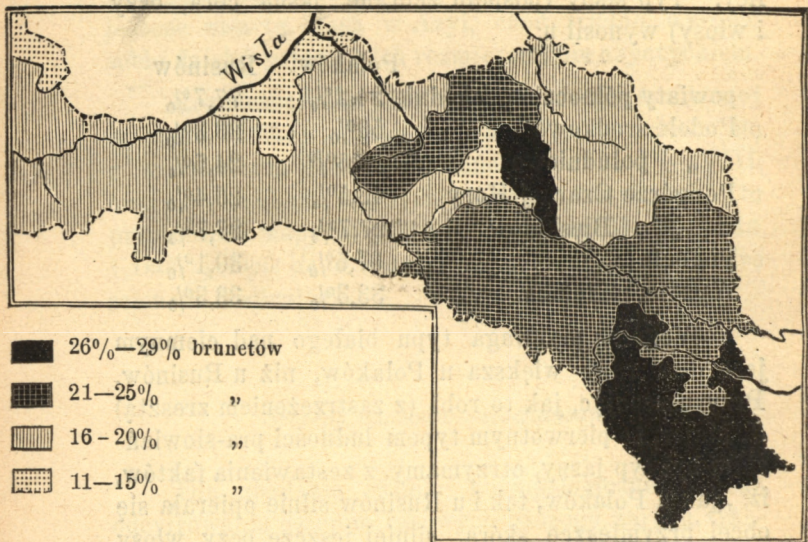 Wisła
26%—29% brunetów
21—25% „
16-20% „
11—15% „